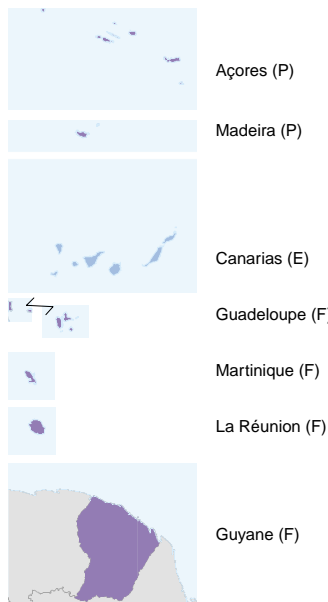 Açores (P)
Madeira (P)
Canarias (E)
Guadeloupe (F)
Martinique (F)
La Réunion (F)
Guyane (F)